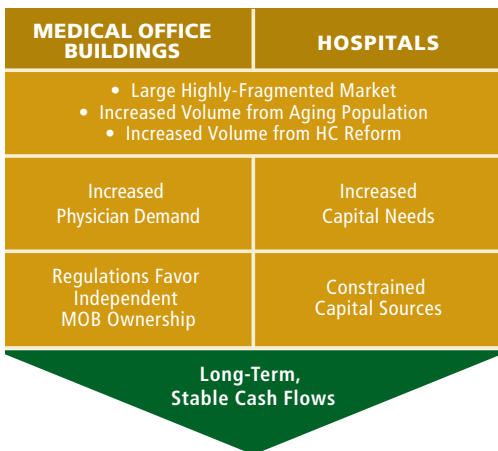 MEDICAL OFFICE
BUILDINGS
HOSPITALS
• Large Highly-Fragmented Market
• Increased Volume from Aging Population
• Increased Volume from HC Reform
Increased
Physician Demand
Increased
Capital Needs
Regulations Favor
Independent
MOB Ownership
Constrained
Capital Sources
Long-Term,
Stable Cash Flows